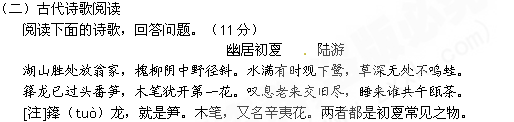 （二）古代诗歌阅读
阅读下面的诗歌，回答问题。（11分）
幽居初夏 陆游
湖山胜处放翁家，槐柳阴中野径斜。水满有时观下鹭，草深无处不鸣蛙。
箨龙已过头番笋，木笔犹开第一花。叹息老来交旧尽，睡来谁共午瓯茶。
[注]箨（tuò）龙，就是笋。木笔，又名辛夷花。两者都是初夏常见之物。